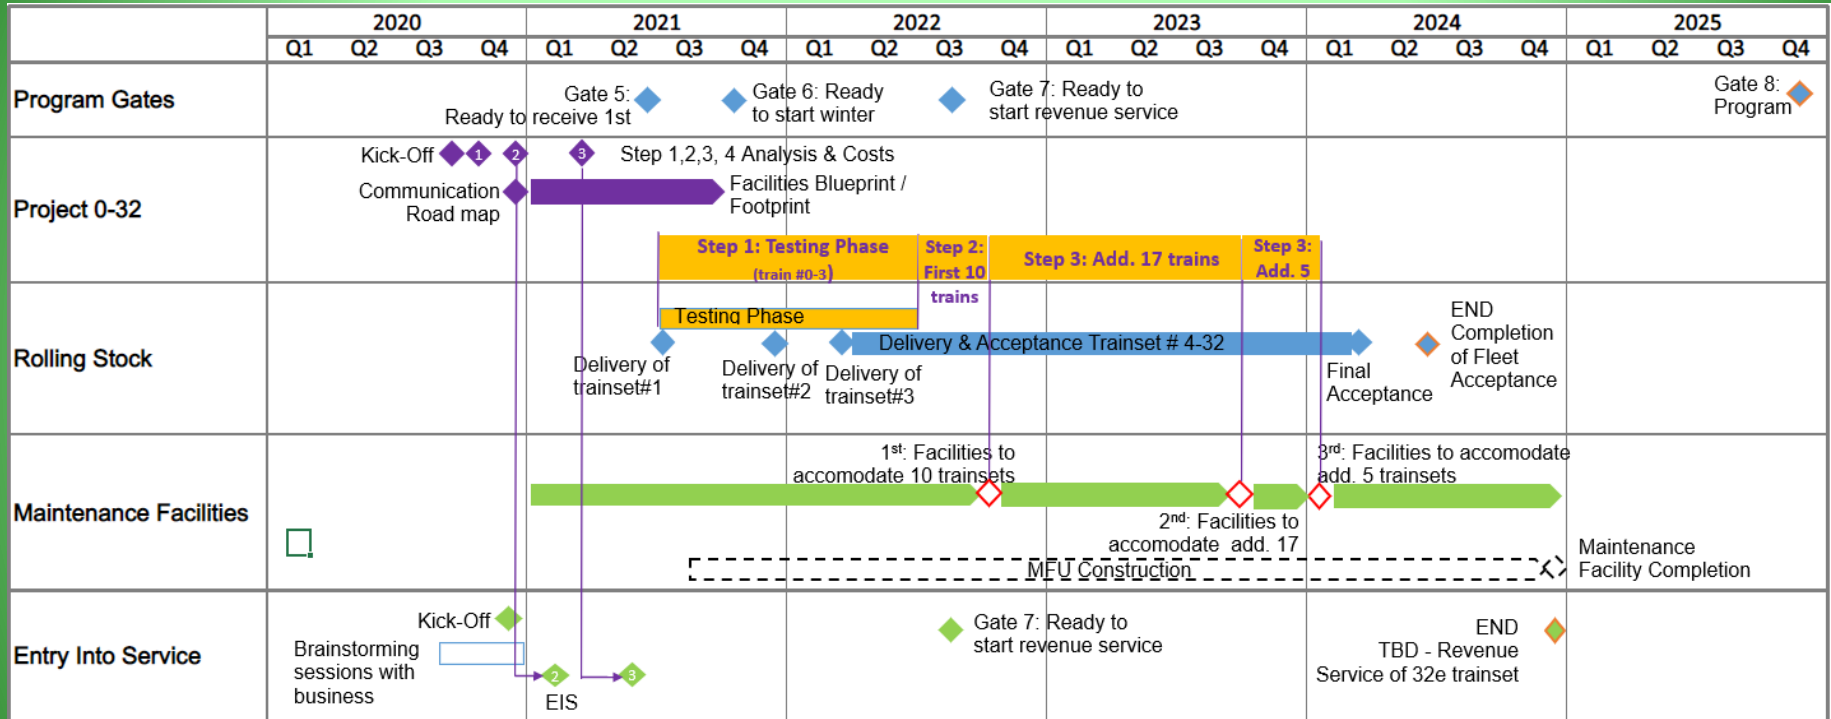 2020 2021 2022 2023 2024 2025
Q1 Q2 Q3 Q4 Q1 Q2 Q3 Q4 Q1 Q2 Q3 Q4 Q1 Q2 Q3 Q4 Q1 Q2 Q3 Q4 Q1 Q2 Q3 Q4
Program Gates
Gate 5:
Ready to receive 1st
Gate 6: Ready
to start winter
Gate 7: Ready to
start revenue service
Gate 8:
Program
Project 0-32
Kick-Off 1 2 3 Step 1,2,3, 4 Analysis & Costs
Communication
Road map
Facilities Blueprint /
Footprint
Step 1: Testing Phase
(train #0-3)
Step 2:
First 10
trains
Step 3: Add. 17 trains
Step 3:
Add. 5
Rolling Stock
Testing Phase
Delivery & Acceptance Trainset # 4-32
Delivery of
trainset#1
Delivery of
trainset#2
Delivery of
trainset#3
Final
Acceptance
END
Completion
of Fleet
Acceptance
Maintenance Facilities
1st: Facilities to
accomodate 10 trainsets
2nd: Facilities to
accomodate add. 17
3rd: Facilities to accomodate
add. 5 trainsets
MFU Construction
Maintenance
Facility Completion
Entry Into Service
Kick-Off
Brainstorming
sessions with
business
2 3
EIS
Gate 7: Ready to
start revenue service
END
TBD - Revenue
Service of 32e trainset